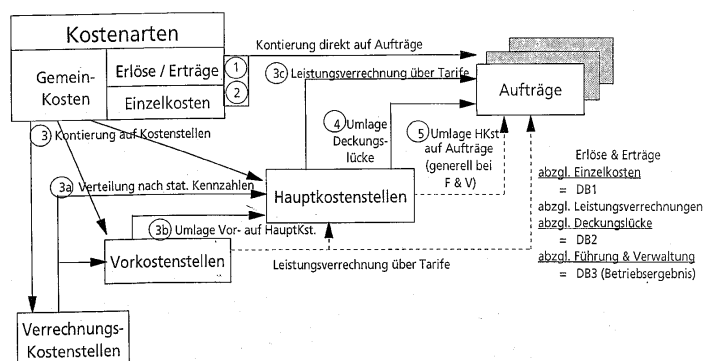 Kostenarten
Gemein-
Kosten
Erlöse / Erträge
Einzelkosten
1
2
Kontierung direkt auf Aufträge
3c Leistungsverrechnung über Tarife
Aufträge
3 Kontierung auf Kostenstellen
4 Umlage
Deckungs-
lücke
5 Umlage HKst
auf Aufträge
(generell bei
F & V)
3a) Verteilung nach stat. Kennzahlen
Hauptkostenstellen
3b Umlage Vor- auf HauptKst.
Vorkostenstellen
Leistungsverrechnung über Tarife
Verrechnungs-
Kostenstellen
Erlöse & Erträge
abzgl. Einzelkosten
= DB1
abzgl. Leistungsverrechnungen
abzgl. Deckungslücke
= DB2
abzgl. Führung & Verwaltung
= DB3 (Betriebsergebnis)